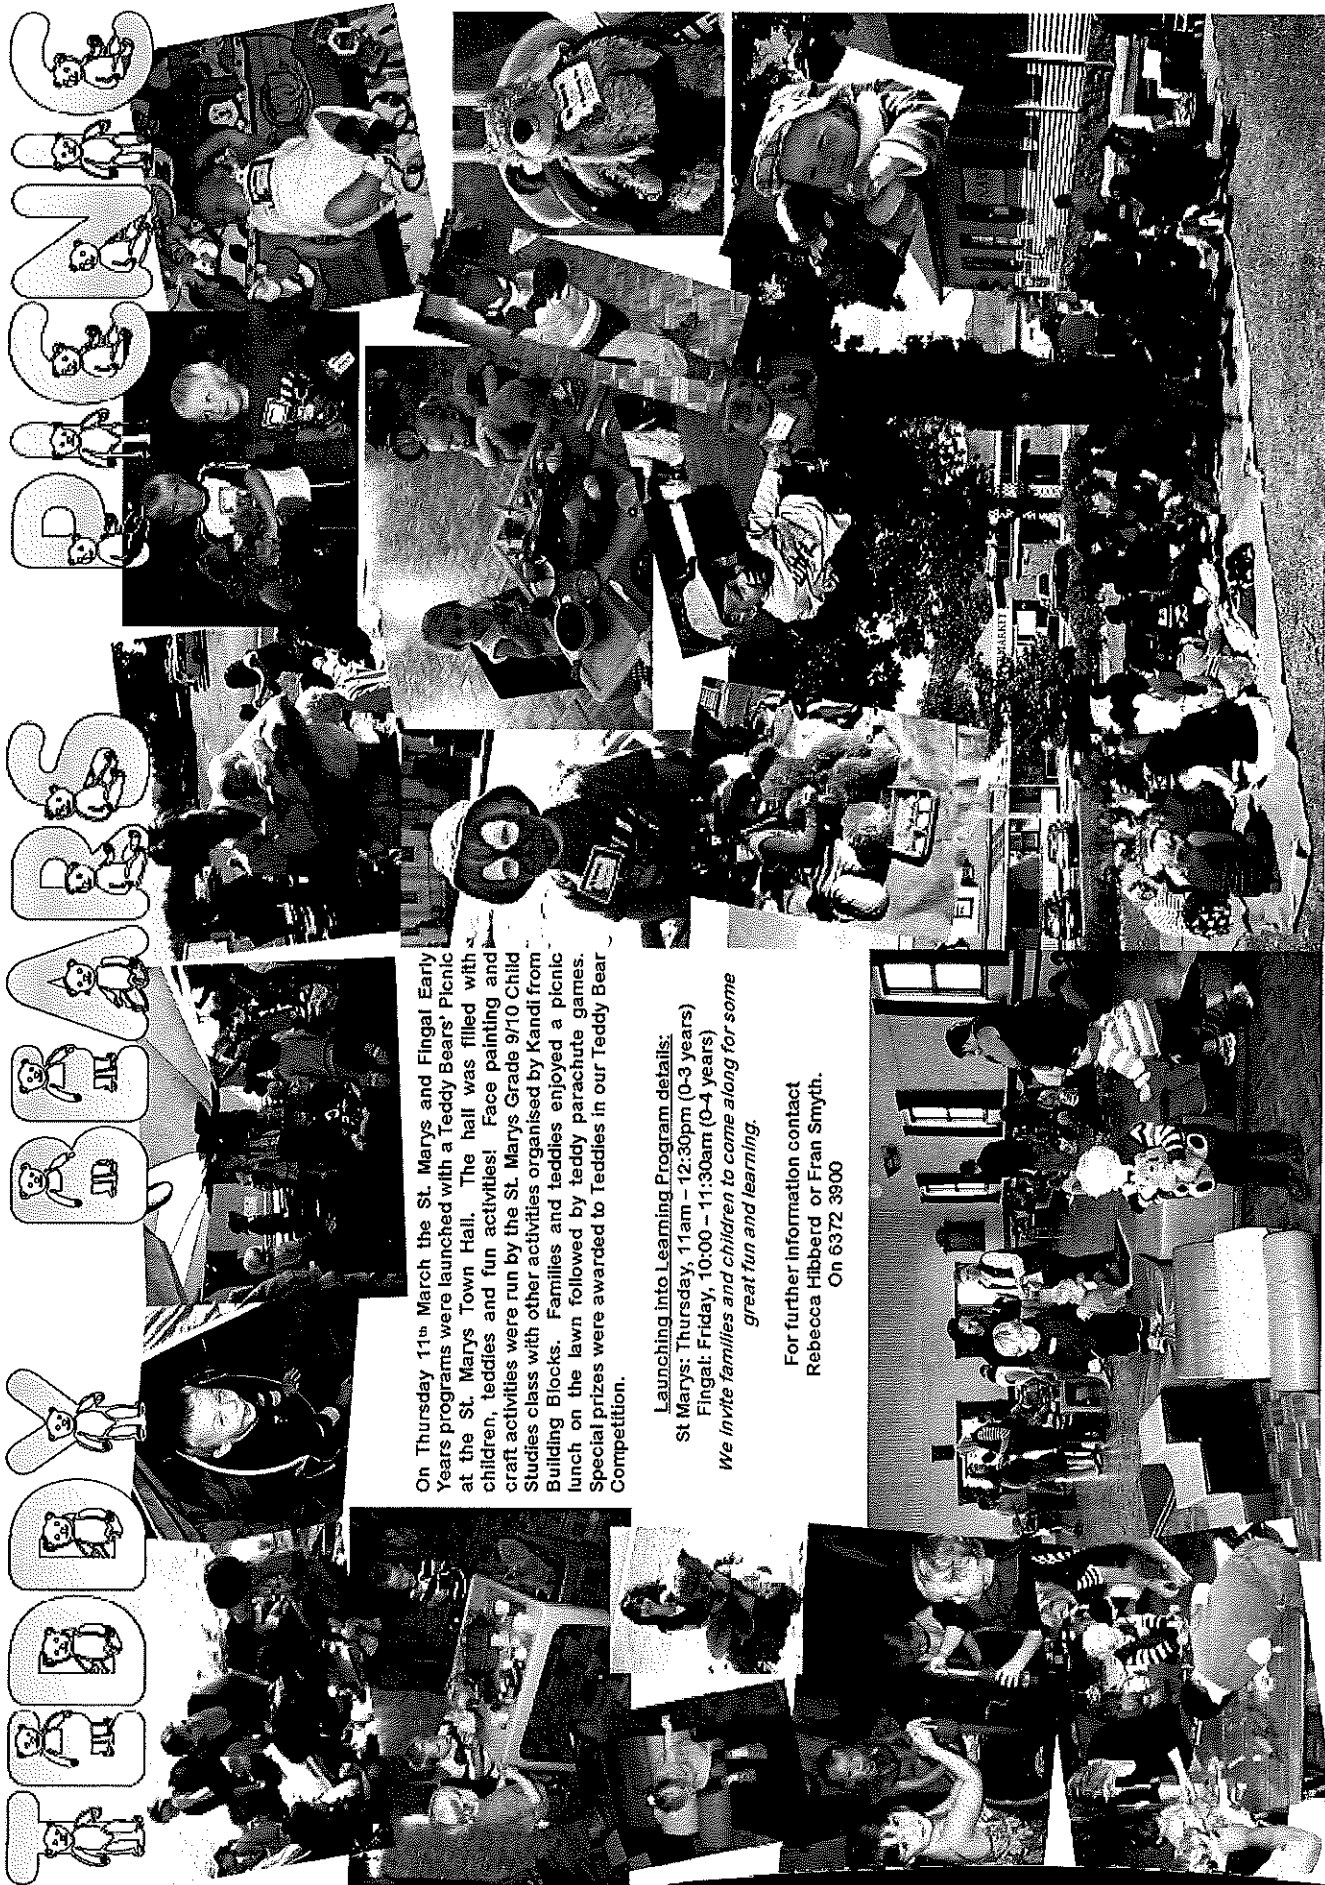 TEDDY BEARS PICNIC
On Thursday 11th March the St. Marys and Fingal Early
Years programs were launched with a Teddy Bears' Picnic
at the St. Marys Town Hall. The hall was filled with
children, teddies and fun activities! Face painting and
craft activities were run by the St. Marys Grade 9/10 Child
Studies class with other activities organised by Kandi from
Building Blocks. Families and teddies enjoyed a picnic
lunch on the lawn followed by teddy parachute games.
Special prizes were awarded to Teddies in our Teddy Bear
Competition.
Launching into Learning Program details:
St Marys: Thursday, 11am – 12:30pm (0-3 years)
Fingal: Friday, 10:00 – 11:30am (0-4 years)
We invite families and children to come along for some
great fun and learning.
For further information contact
Rebecca Hibberd or Fran Smyth.
On 6372 3900